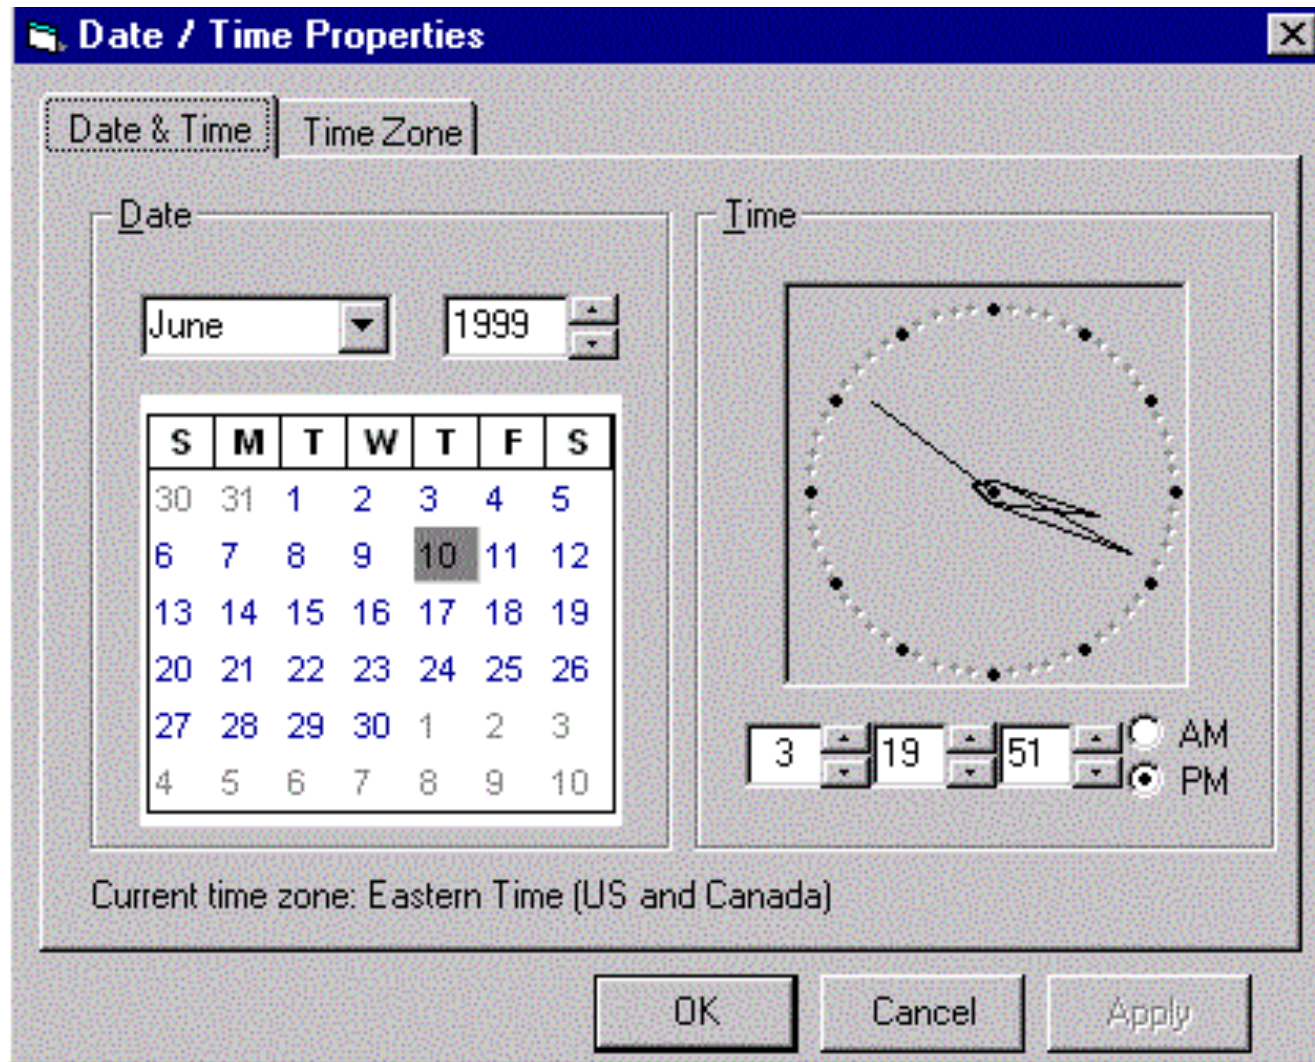 Date / Time Properties
Date & Time Time Zone
Date
June 1999
S M T W T F S
30 31 1 2 3 4 5
6 7 8 9 10 11 12
13 14 15 16 17 18 19
20 21 22 23 24 25 26
27 28 29 30 1 2 3
4 5 6 7 8 9 10
Time
3 19 51 AM
PM
Current time zone: Eastern Time (US and Canada)
OK Cancel Apply